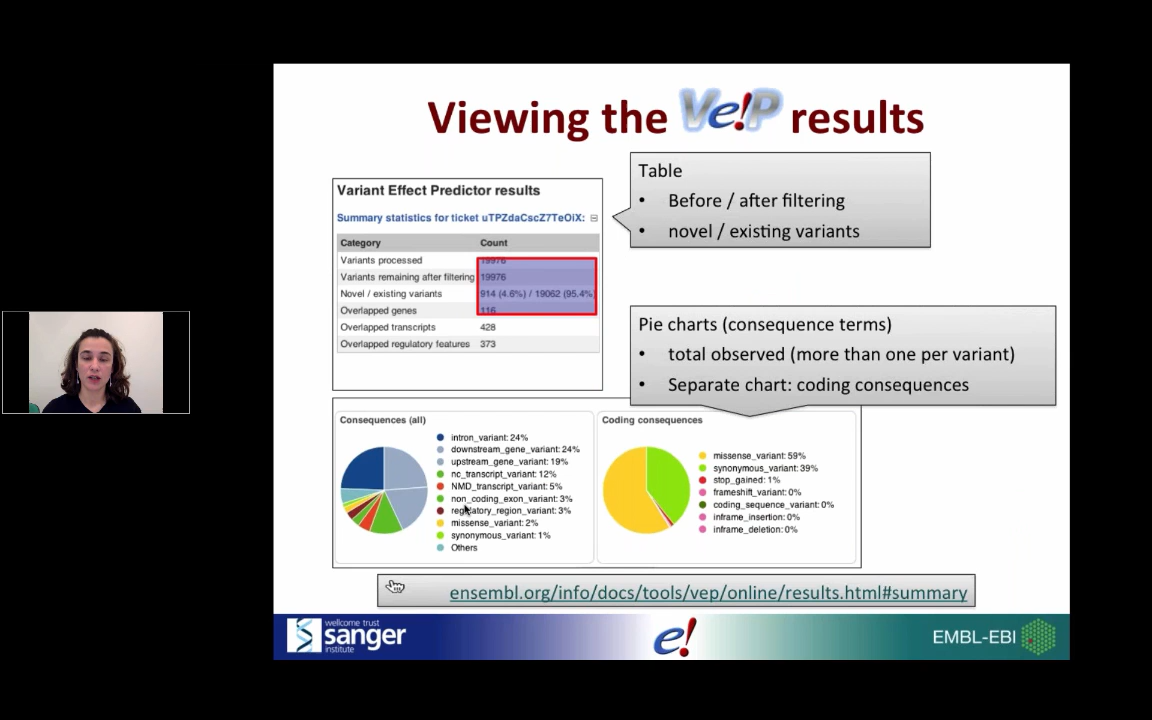 Viewing the Ve!P results
Table
• Before / after filtering
• novel / existing variants
Variant Effect Predictor results
Summary statistics for ticket uTPZdaCscZ7TeOiX:
Category Count
Variants processed 19976
Variants remaining after filtering 19976
Novel / existing variants 914 (4.6%) / 19062 (95.4%)
Overlapped genes 116
Overlapped transcripts 428
Overlapped regulatory features 373
Pie charts (consequence terms)
• total observed (more than one per variant)
• Separate chart: coding consequences
Consequences (all)
intron_variant: 24%
downstream_gene_variant: 24%
upstream_gene_variant: 19%
nc_transcript_variant: 12%
NMD_transcript_variant: 5%
non_coding_exon_variant: 3%
regulatory_region_variant: 3%
missense_variant: 2%
synonymous_variant: 1%
Others
Coding consequences
missense_variant: 59%
synonymous_variant: 39%
stop_gained: 1%
frameshift_variant: 0%
coding_sequence_variant: 0%
inframe_insertion: 0%
inframe_deletion: 0%
ensembl.org/info/docs/tools/vep/online/results.html#summary
wellcome trust
sanger
institute
e!
EMBL-EBI